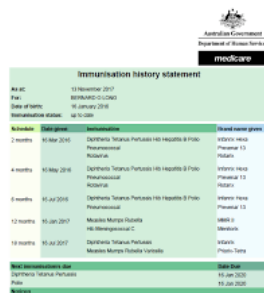 Australian Government
Department of Human Services
medicare
Immunisation history statement
As at: 13 November 2017
For:
Date of birth: 16 January 2016
Immunisation status: up to date
Schedule Date given Immunisation Brand name given
2 months 16 Mar 2016 Diphtheria Tetanus Pertussis Hib Hepatitis B Polio Infanrix Hexa
Pneumococcal Prevenar 13
Rotavirus Rotarix
4 months 16 May 2016 Diphtheria Tetanus Pertussis Hib Hepatitis B Polio Infanrix Hexa
Pneumococcal Prevenar 13
Rotavirus Rotarix
6 months 16 Jul 2016 Diphtheria Tetanus Pertussis Hib Hepatitis B Polio Infanrix Hexa
Pneumococcal Prevenar 13
12 months 16 Jan 2017 Measles Mumps Rubella MMR II
Hib Meningococcal C Menitorix
18 months 16 Jul 2017 Diphtheria Tetanus Pertussis Infanrix
Measles Mumps Rubella Varicella Priorix-Tetra
Next immunisations due Date Due
Diphtheria Tetanus Pertussis 16 Jan 2020
Polio 16 Jan 2020